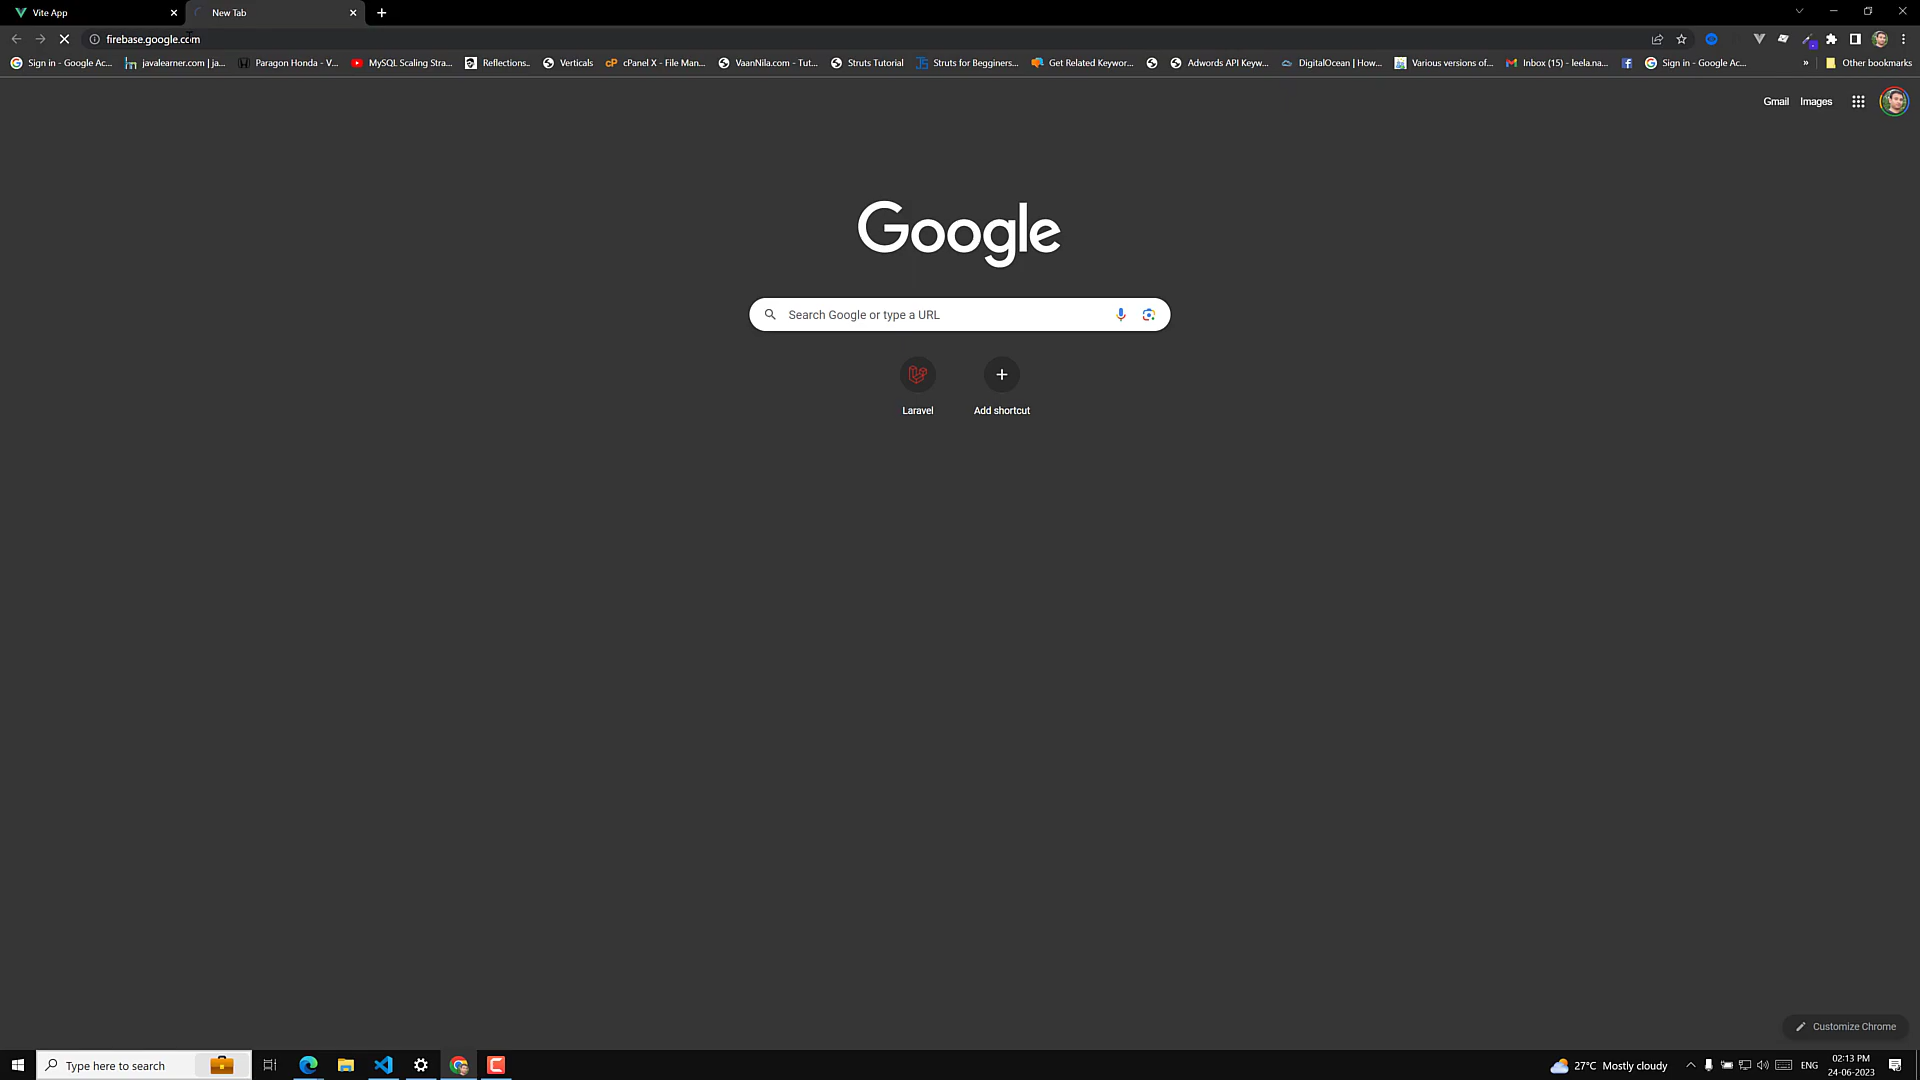 Vite App
New Tab
firebase.google.com
Sign in - Google Ac...
javalearner.com | ja...
Paragon Honda - V...
MySQL Scaling Stra...
Reflections..
Verticals
cPanel X - File Man...
VaanNila.com - Tut...
Struts Tutorial
Struts for Begginers...
Get Related Keywor...
Adwords API Keyw...
DigitalOcean | How...
Various versions of...
Inbox (15) - leela.na...
Sign in - Google Ac...
»
Other bookmarks
Gmail
Images
Google
Search Google or type a URL
Laravel
Add shortcut
Customize Chrome
Type here to search
27°C Mostly cloudy
ENG
02:13 PM
24-06-2023